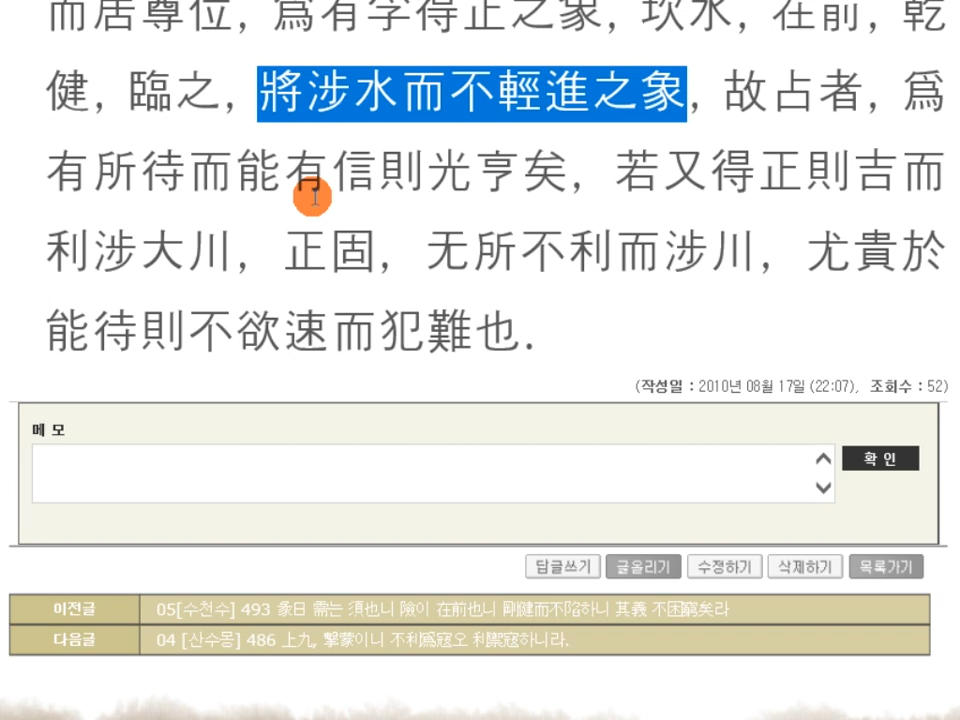 而居尊位, 爲有孚得正之象, 坎水, 在前, 乾
健, 臨之, 將涉水而不輕進之象, 故占者, 爲
有所待而能有信則光亨矣, 若又得正則吉而
利涉大川, 正固, 无所不利而涉川, 尤貴於
能待則不欲速而犯難也.
(작성일 : 2010년 08월 17일 (22:07), 조회수 : 52)
메 모
확 인
답글쓰기 글올리기 수정하기 삭제하기 목록가기
이전글 05[수천수] 493 彖曰 需는 須也니 險이 在前也니 剛健而不陷하니 其義 不困窮矣라
다음글 04 [산수몽] 486 上九, 擊蒙이니 不利爲寇오 利禦寇하니라.